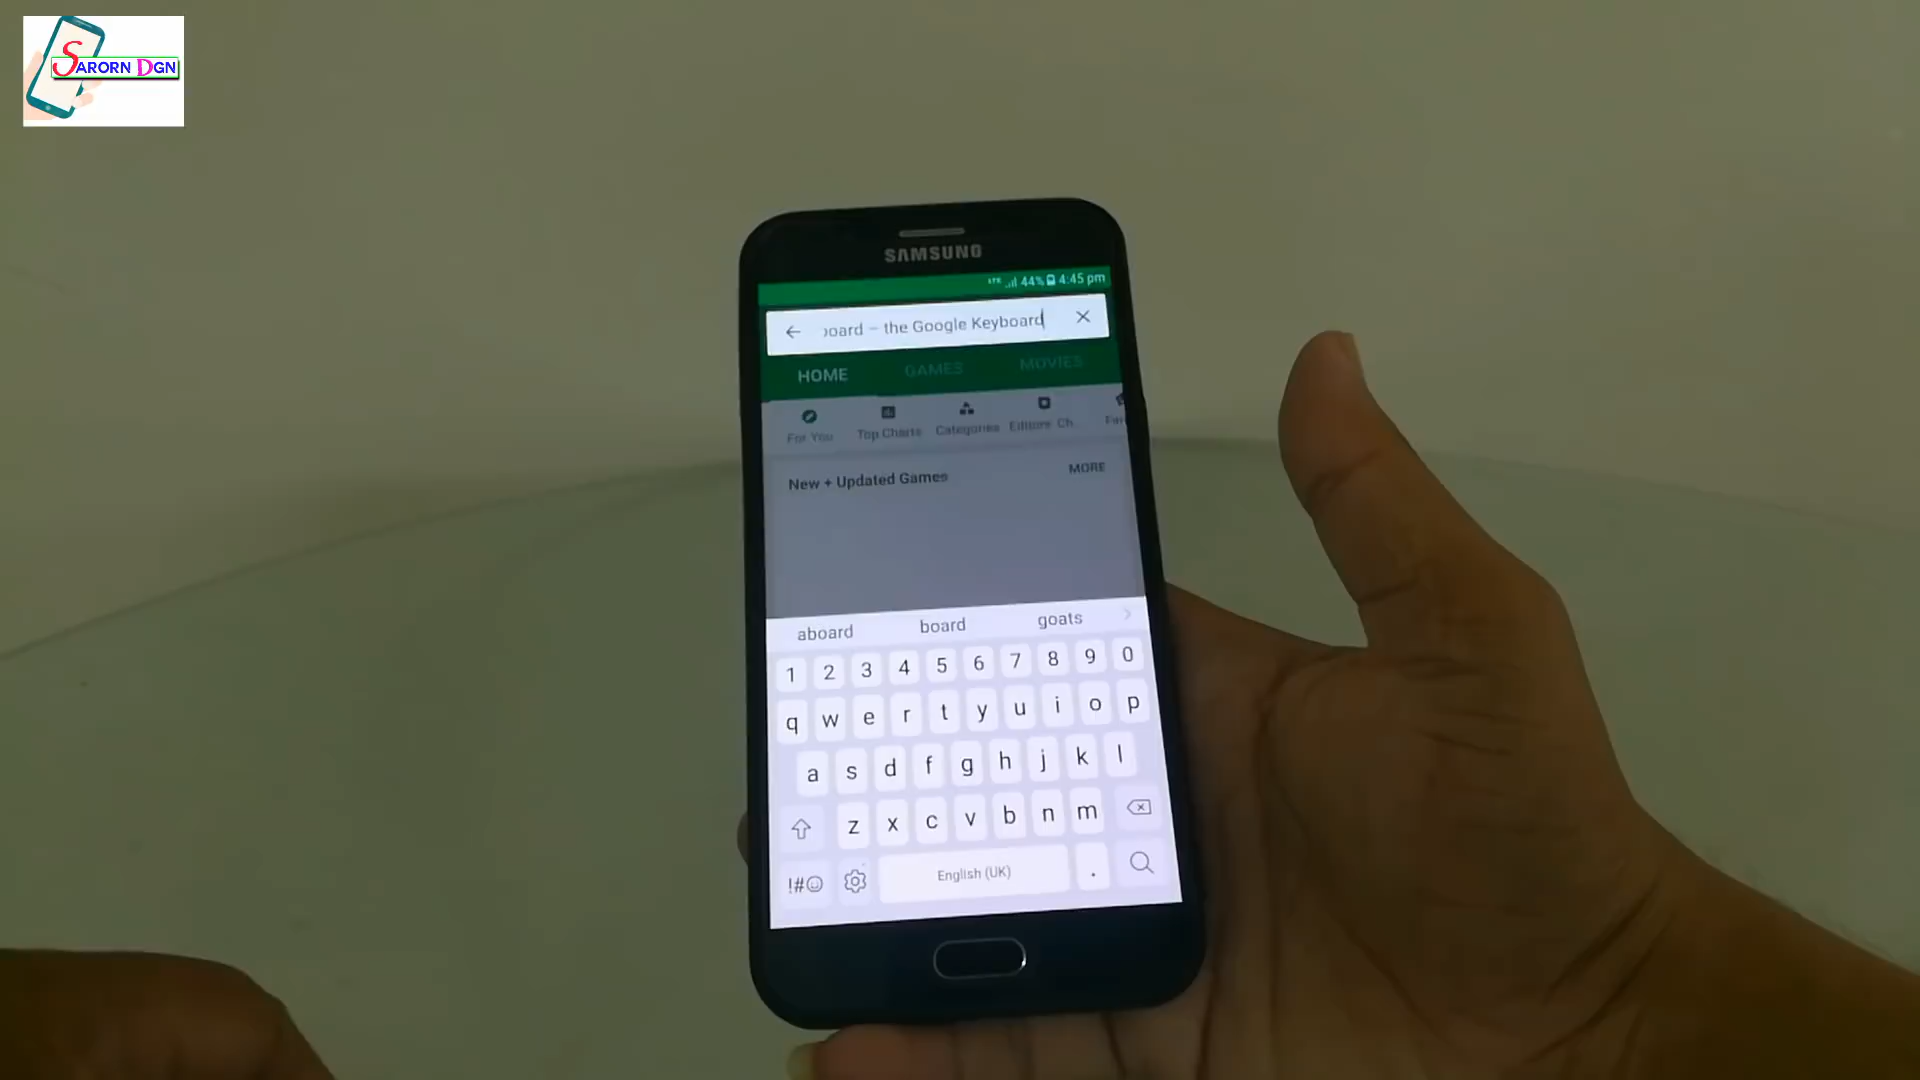 SARORN DGN
SAMSUNG
LTE 44% 4:45 pm
board – the Google Keyboard
HOME GAMES MOVIES
For You Top Charts Categories Editors' Ch
New + Updated Games MORE
aboard board goats
1 2 3 4 5 6 7 8 9 0
q w e r t y u i o p
a s d f g h j k l
z x c v b n m
!#☺ English (UK) .